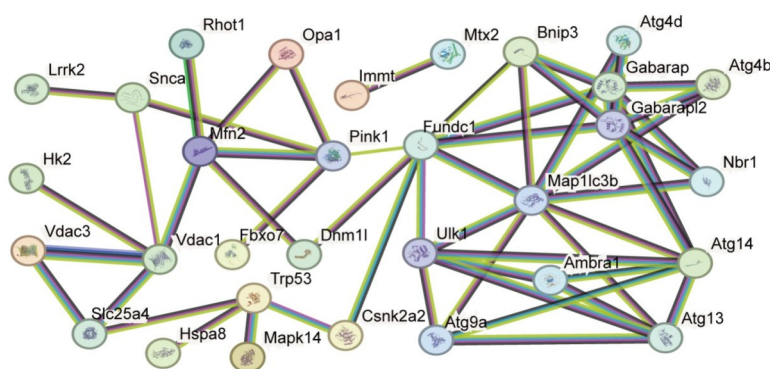 Rhot1
Opa1
Mtx2
Bnip3
Atg4d
Lrrk2
Snca
Immt
Gabarap
Atg4b
Mfn2
Pink1
Fundc1
Gabarapl2
Hk2
Map1lc3b
Nbr1
Vdac3
Vdac1
Fbxo7
Dnm1l
Ulk1
Atg14
Trp53
Ambra1
Slc25a4
Csnk2a2
Hspa8
Mapk14
Atg9a
Atg13